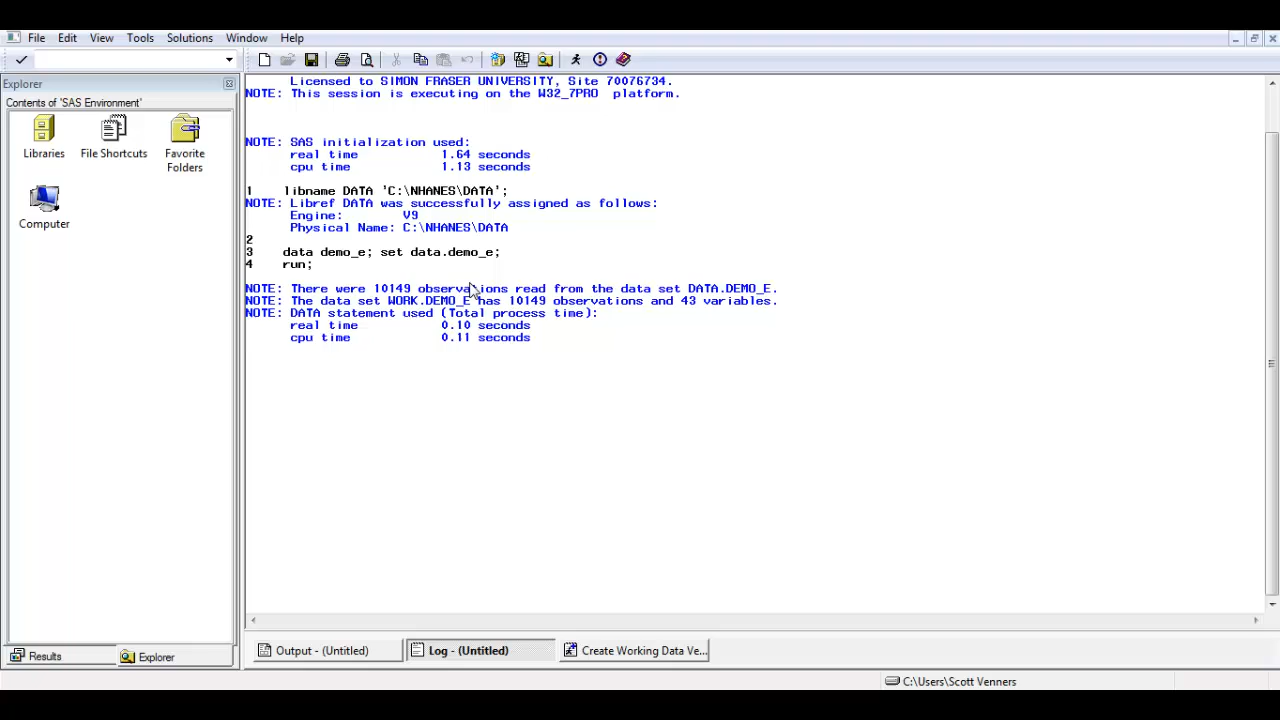 File Edit View Tools Solutions Window Help
Explorer
Contents of 'SAS Environment'
Libraries
File Shortcuts
Favorite Folders
Computer
Licensed to SIMON FRASER UNIVERSITY, Site 70076734.
NOTE: This session is executing on the W32_7PRO platform.
NOTE: SAS initialization used:
real time 1.64 seconds
cpu time 1.13 seconds
1 libname DATA 'C:\NHANES\DATA';
NOTE: Libref DATA was successfully assigned as follows:
Engine: V9
Physical Name: C:\NHANES\DATA
2
3 data demo_e; set data.demo_e;
4 run;
NOTE: There were 10149 observations read from the data set DATA.DEMO_E.
NOTE: The data set WORK.DEMO_E has 10149 observations and 43 variables.
NOTE: DATA statement used (Total process time):
real time 0.10 seconds
cpu time 0.11 seconds
Results Explorer
Output - (Untitled) Log - (Untitled) Create Working Data Ve...
C:\Users\Scott Venners